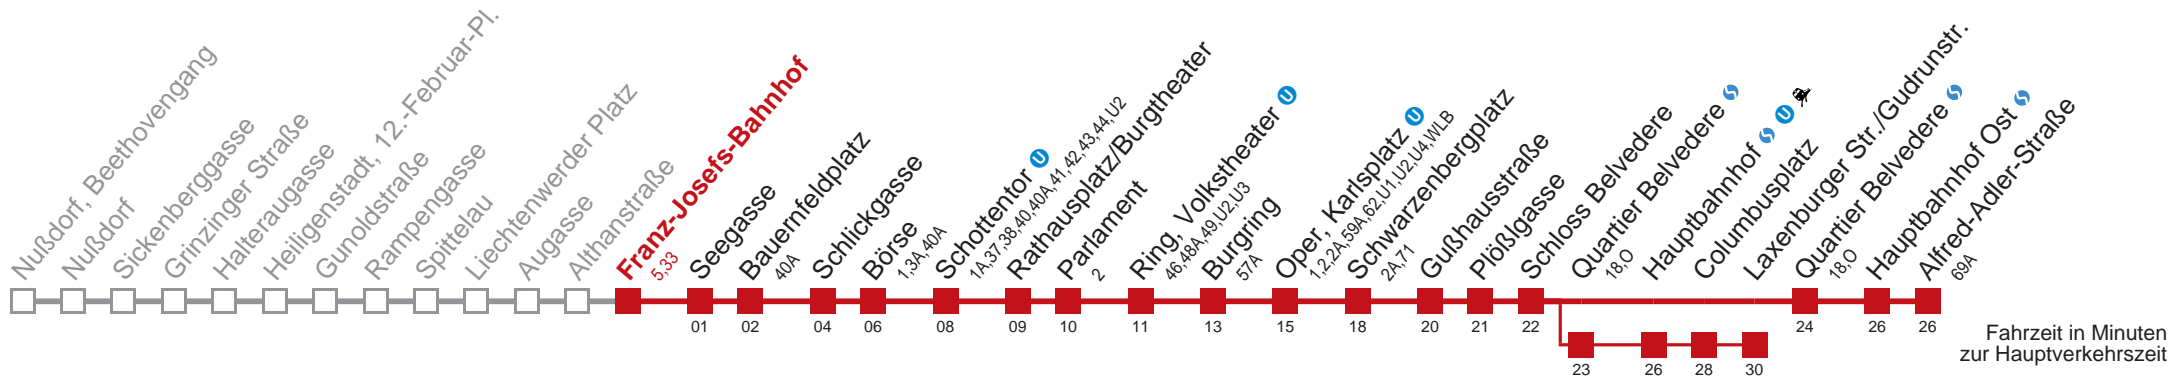 Nußdorf, Beethovengang
Nußdorf
Sickenberggasse
Grinzinger Straße
Halteraugasse
Heiligenstadt, 12.-Februar-Pl.
Gunoldstraße
Rampengasse
Spittelau
Liechtenwerder Platz
Augasse
Althanstraße
Franz-Josefs-Bahnhof
5,33
Seegasse
Bauernfeldplatz
40A
Schlickgasse
Börse
1,3A,40A
Schottentor U
1A,37,38,40,40A,41,42,43,44,U2
Rathausplatz/Burgtheater
Parlament
2
Ring, Volkstheater U
46,48A,49,U2,U3
Burgring
57A
Oper, Karlsplatz U
1,2,2A,59A,62,U1,U2,U4,WLB
Schwarzenbergplatz
2A,71
Gußhausstraße
Plößlgasse
Schloss Belvedere
Quartier Belvedere S
18,O
Hauptbahnhof S U
Columbusplatz
Laxenburger Str./Gudrunstr.
Quartier Belvedere S
18,O
Hauptbahnhof Ost S
Alfred-Adler-Straße
69A
01 02 04 06 08 09 10 11 13 15 18 20 21 22 24 26 26
23 26 28 30
Fahrzeit in Minuten
zur Hauptverkehrszeit